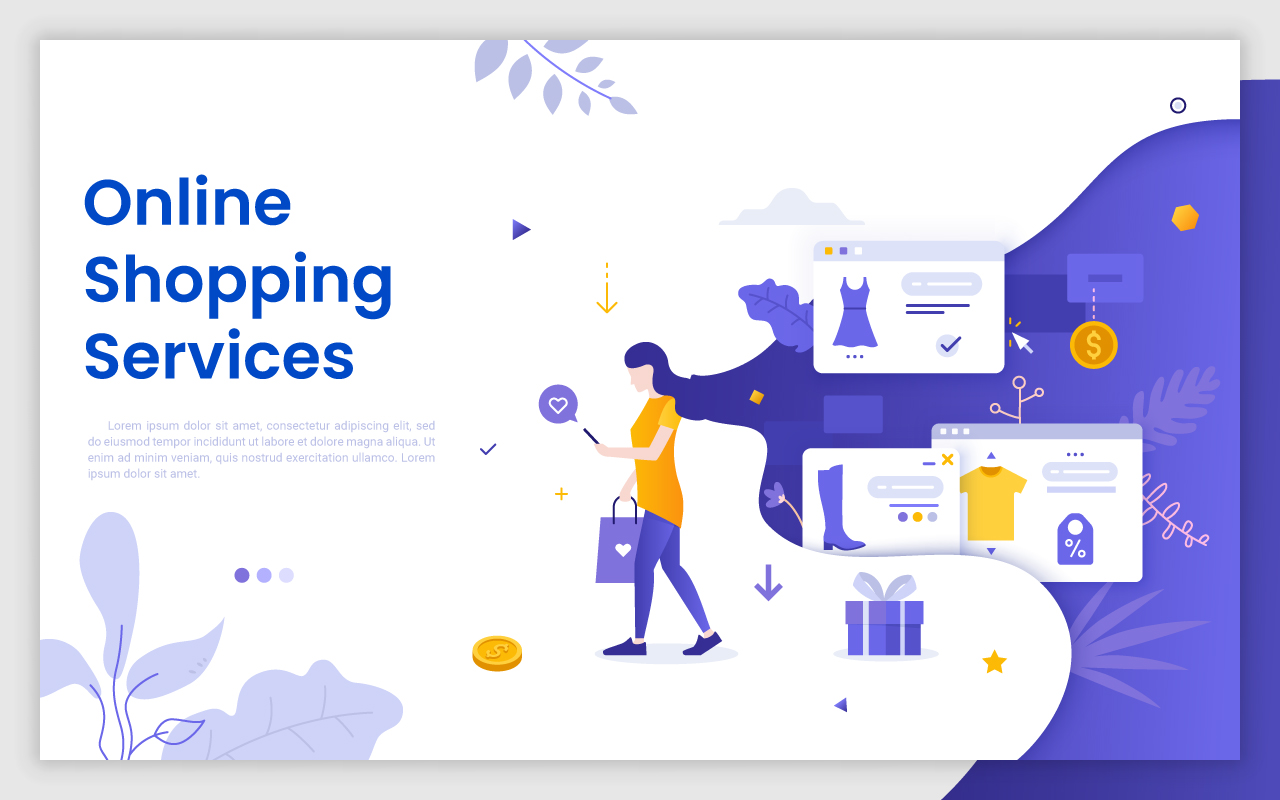 Online
Shopping
Services
Lorem ipsum dolor sit amet, consectetur adipiscing elit, sed
do eiusmod tempor incididunt ut labore et dolore magna aliqua. Ut
enim ad minim veniam, quis nostrud exercitation ullamco. Lorem
ipsum dolor sit amet.
$
%
$